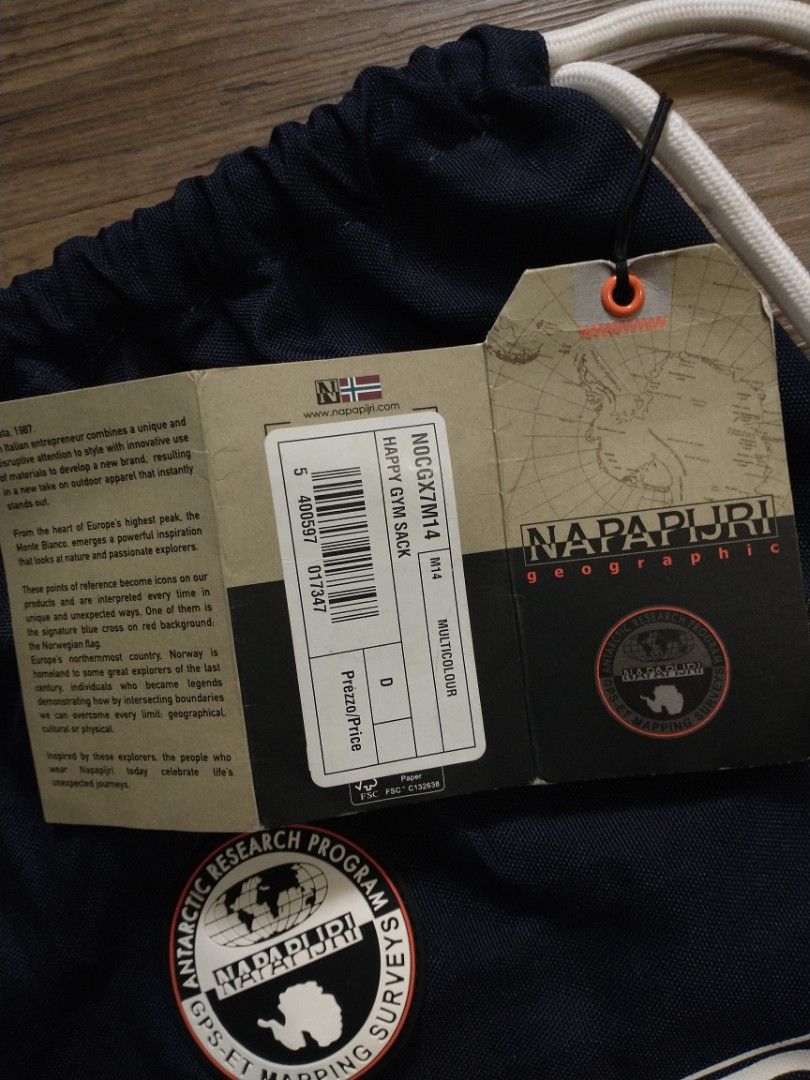 sta, 1987.
Italian entrepreneur combines a unique and
disruptive attention to style with innovative use
of materials to develop a new brand, resulting
in a new take on outdoor apparel that instantly
stands out.
From the heart of Europe's highest peak, the
Monte Bianco, emerges a powerful inspiration
that looks at nature and passionate explorers.
These points of reference become icons on our
products and are interpreted every time in
unique and unexpected ways. One of them is
the signature blue cross on red background:
the Norwegian flag.
Europe's northernmost country, Norway is
homeland to some great explorers of the last
century, individuals who became legends
demonstrating how by intersecting boundaries
we can overcome every limit: geographical,
cultural or physical.
Inspired by these explorers, the people who
wear Napapijri today celebrate life's
unexpected journeys.
N
www.napapijri.com
N0CGX7M14
M14
MULTICOLOUR
HAPPY GYM SACK
D
5 400597 017347
Prezzo/Price
FSC
Paper
FSC™ C132638
NAPAPIJRI
geographic
ANTARCTIC RESEARCH PROGRAM
NAPAPIJRI
GPS-ET MAPPING SURVEYS
ANTARCTIC RESEARCH PROGRAM
NAPAPIJRI
GPS-ET MAPPING SURVEYS